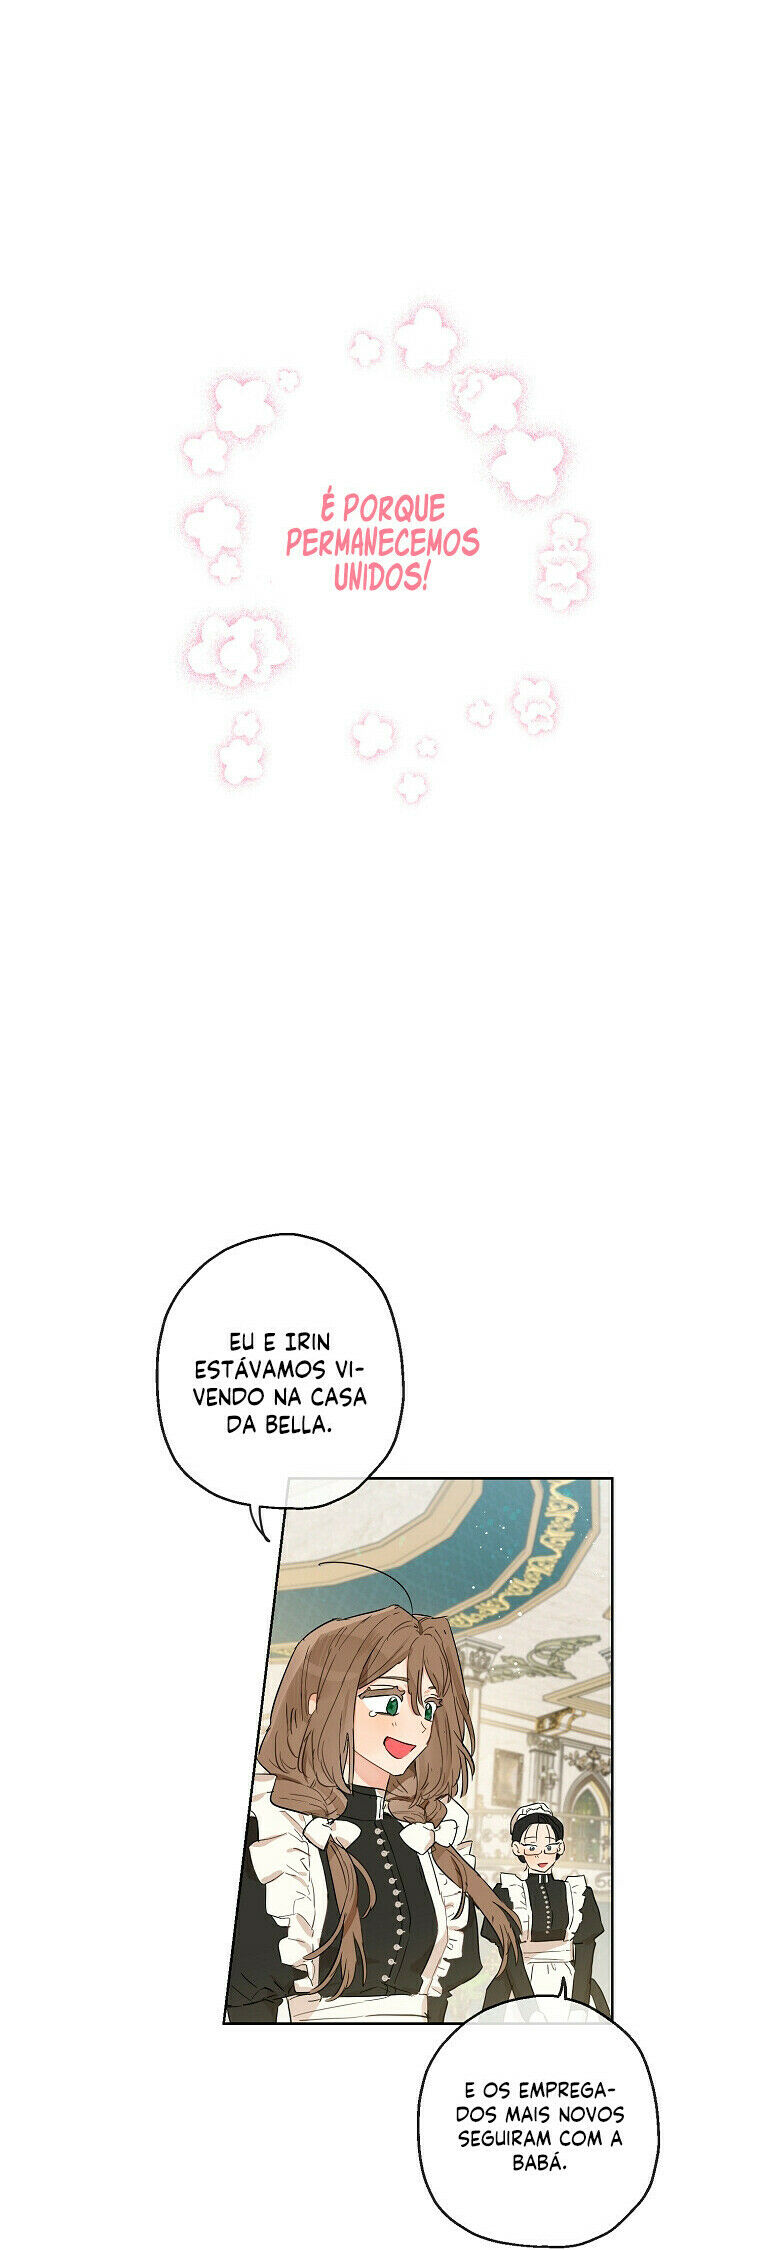 É PORQUE
PERMANECEMOS
UNIDOS!
EU E IRIN
ESTÁVAMOS VI-
VENDO NA CASA
DA BELLA.
E OS EMPREGA-
DOS MAIS NOVOS
SEGUIRAM COM A
BABÁ.